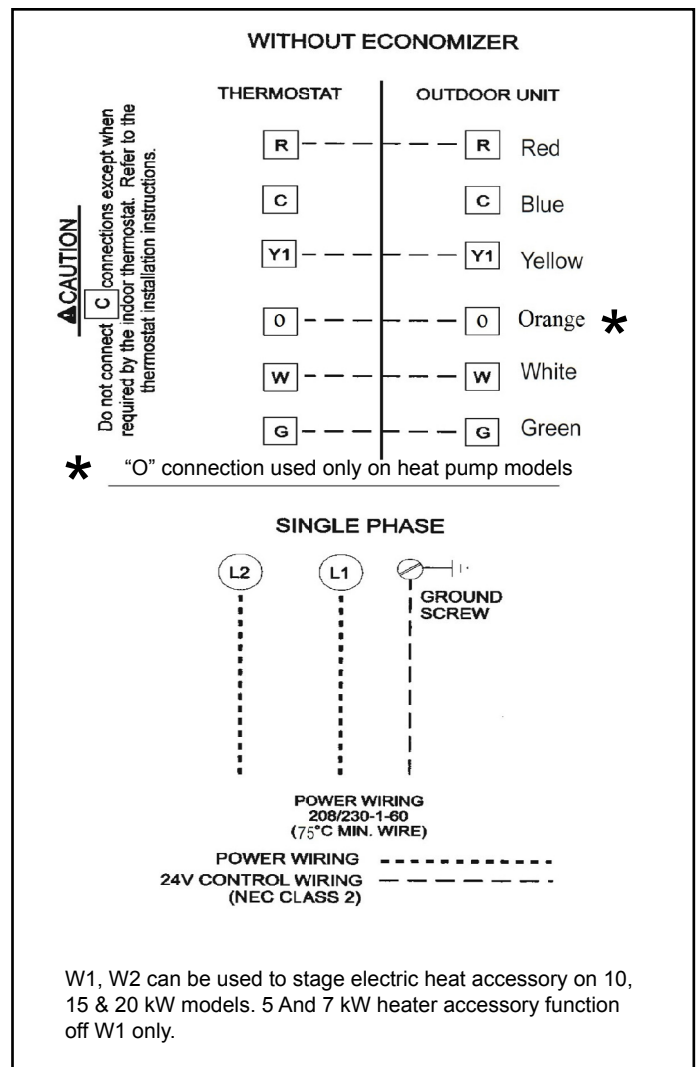 WITHOUT ECONOMIZER
THERMOSTAT
OUTDOOR UNIT
R R Red
C C Blue
Y1 Y1 Yellow
O O Orange *
W W White
G G Green
⚠CAUTION
Do not connect C connections except when
required by the indoor thermostat. Refer to the
thermostat installation instructions.
* “O” connection used only on heat pump models
SINGLE PHASE
L2 L1
GROUND
SCREW
POWER WIRING
208/230-1-60
(75°C MIN. WIRE)
POWER WIRING
24V CONTROL WIRING
(NEC CLASS 2)
W1, W2 can be used to stage electric heat accessory on 10,
15 & 20 kW models. 5 And 7 kW heater accessory function
off W1 only.